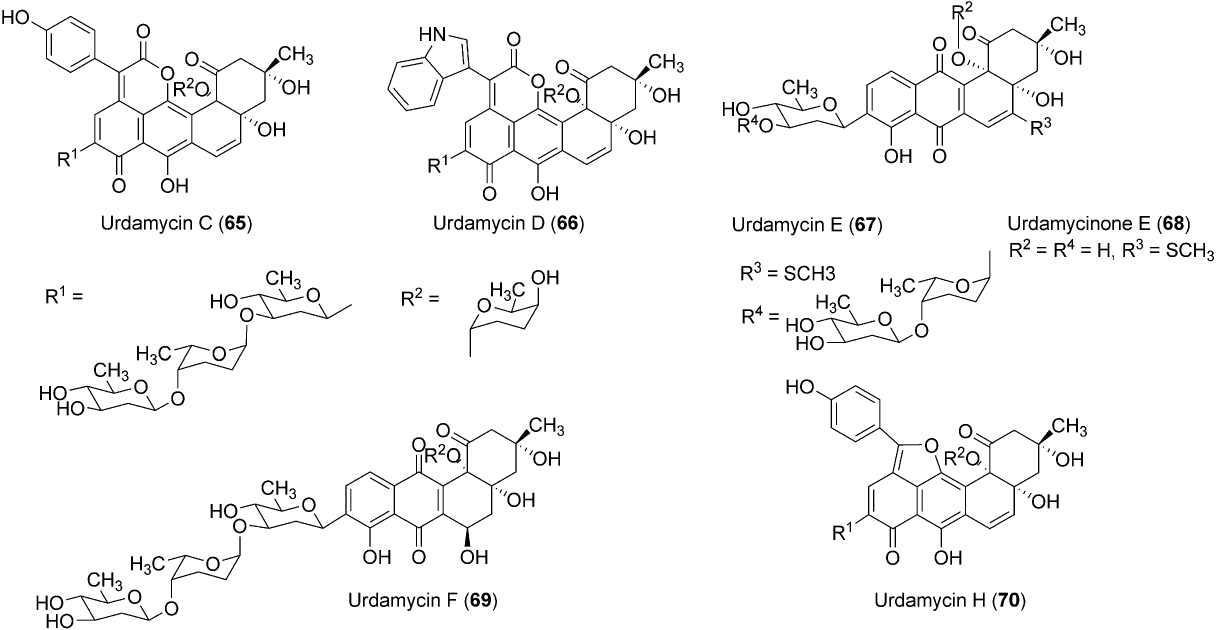 HO
O
O
O
R²O
CH₃
OH
OH
R¹
O
OH
Urdamycin C (65)
HN
O
O
O
R²O
CH₃
OH
OH
R¹
O
OH
Urdamycin D (66)
R²
O
O
O
CH₃
OH
OH
R³
CH₃
HO
R⁴O
O
OH
O
Urdamycin E (67)
Urdamycinone E (68)
R² = R⁴ = H, R³ = SCH₃
R¹ =
CH₃
HO
O
O
H₃C
O
CH₃
HO
HO
O
O
R² =
OH
H₃C
O
R³ = SCH3
R⁴ =
H₃C
O
H₃C
HO
HO
O
O
O
O
R²O
CH₃
OH
OH
CH₃
HO
O
O
OH
O
OH
H₃C
O
CH₃
HO
HO
O
O
Urdamycin F (69)
HO
O
O
R²O
CH₃
OH
OH
R¹
O
OH
Urdamycin H (70)